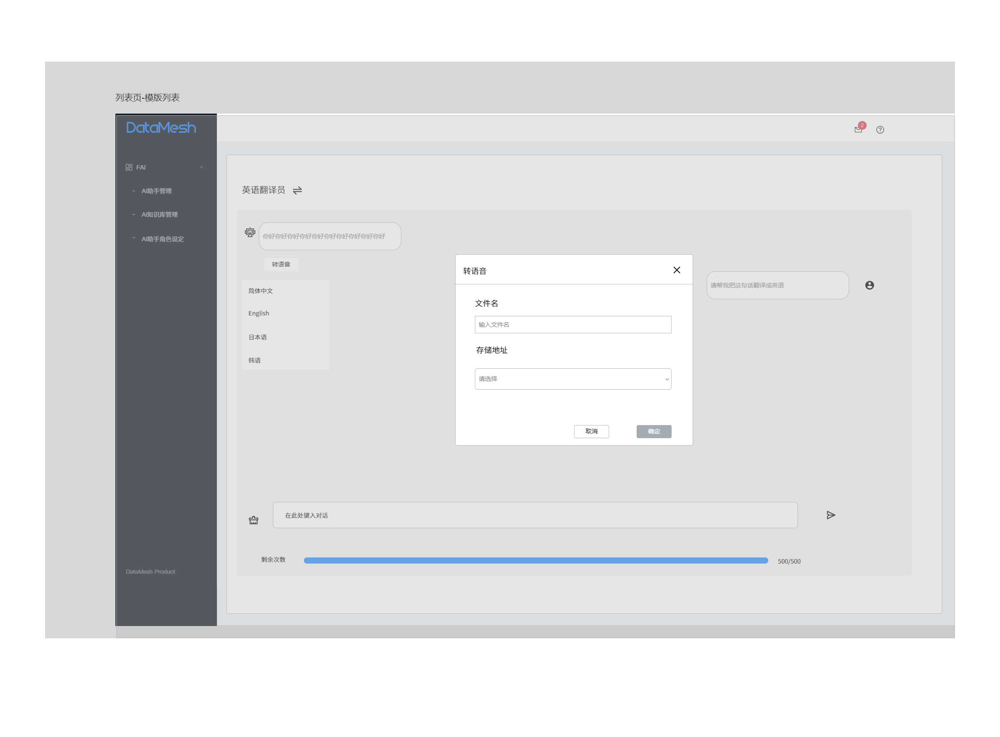 列表页-模版列表
DataMesh
2
FAI
- AI助手管理
- AI知识库管理
- AI助手角色设定
DataMesh Product
英语翻译员
你好你好你好你好你好你好你好你好你好你好
转语音
简体中文
English
日本语
韩语
请帮我把这句话翻译成英语
转语音
文件名
输入文件名
存储地址
请选择
取消
确定
在此处键入对话
剩余次数
500/500